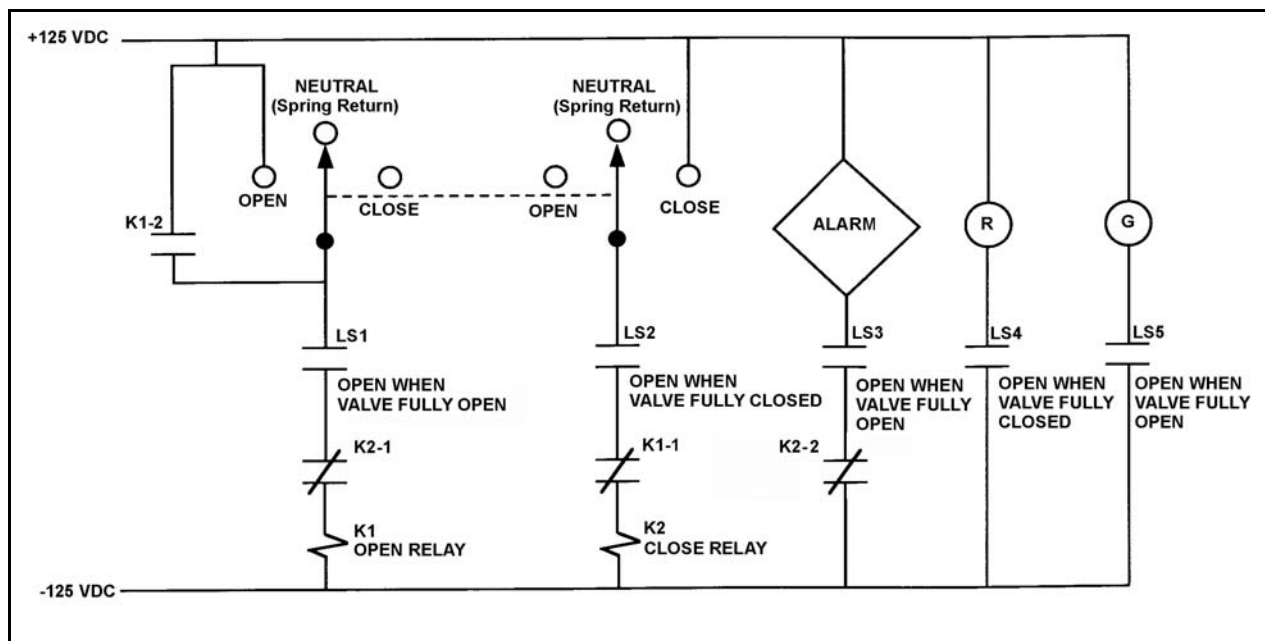 +125 VDC
NEUTRAL
(Spring Return)
NEUTRAL
(Spring Return)
OPEN
CLOSE
OPEN
CLOSE
K1-2
ALARM
R
G
LS1
OPEN WHEN
VALVE FULLY OPEN
LS2
OPEN WHEN
VALVE FULLY CLOSED
LS3
OPEN WHEN
VALVE FULLY
OPEN
LS4
OPEN WHEN
VALVE FULLY
CLOSED
LS5
OPEN WHEN
VALVE FULLY
OPEN
K2-1
K1-1
K2-2
K1
OPEN RELAY
K2
CLOSE RELAY
-125 VDC